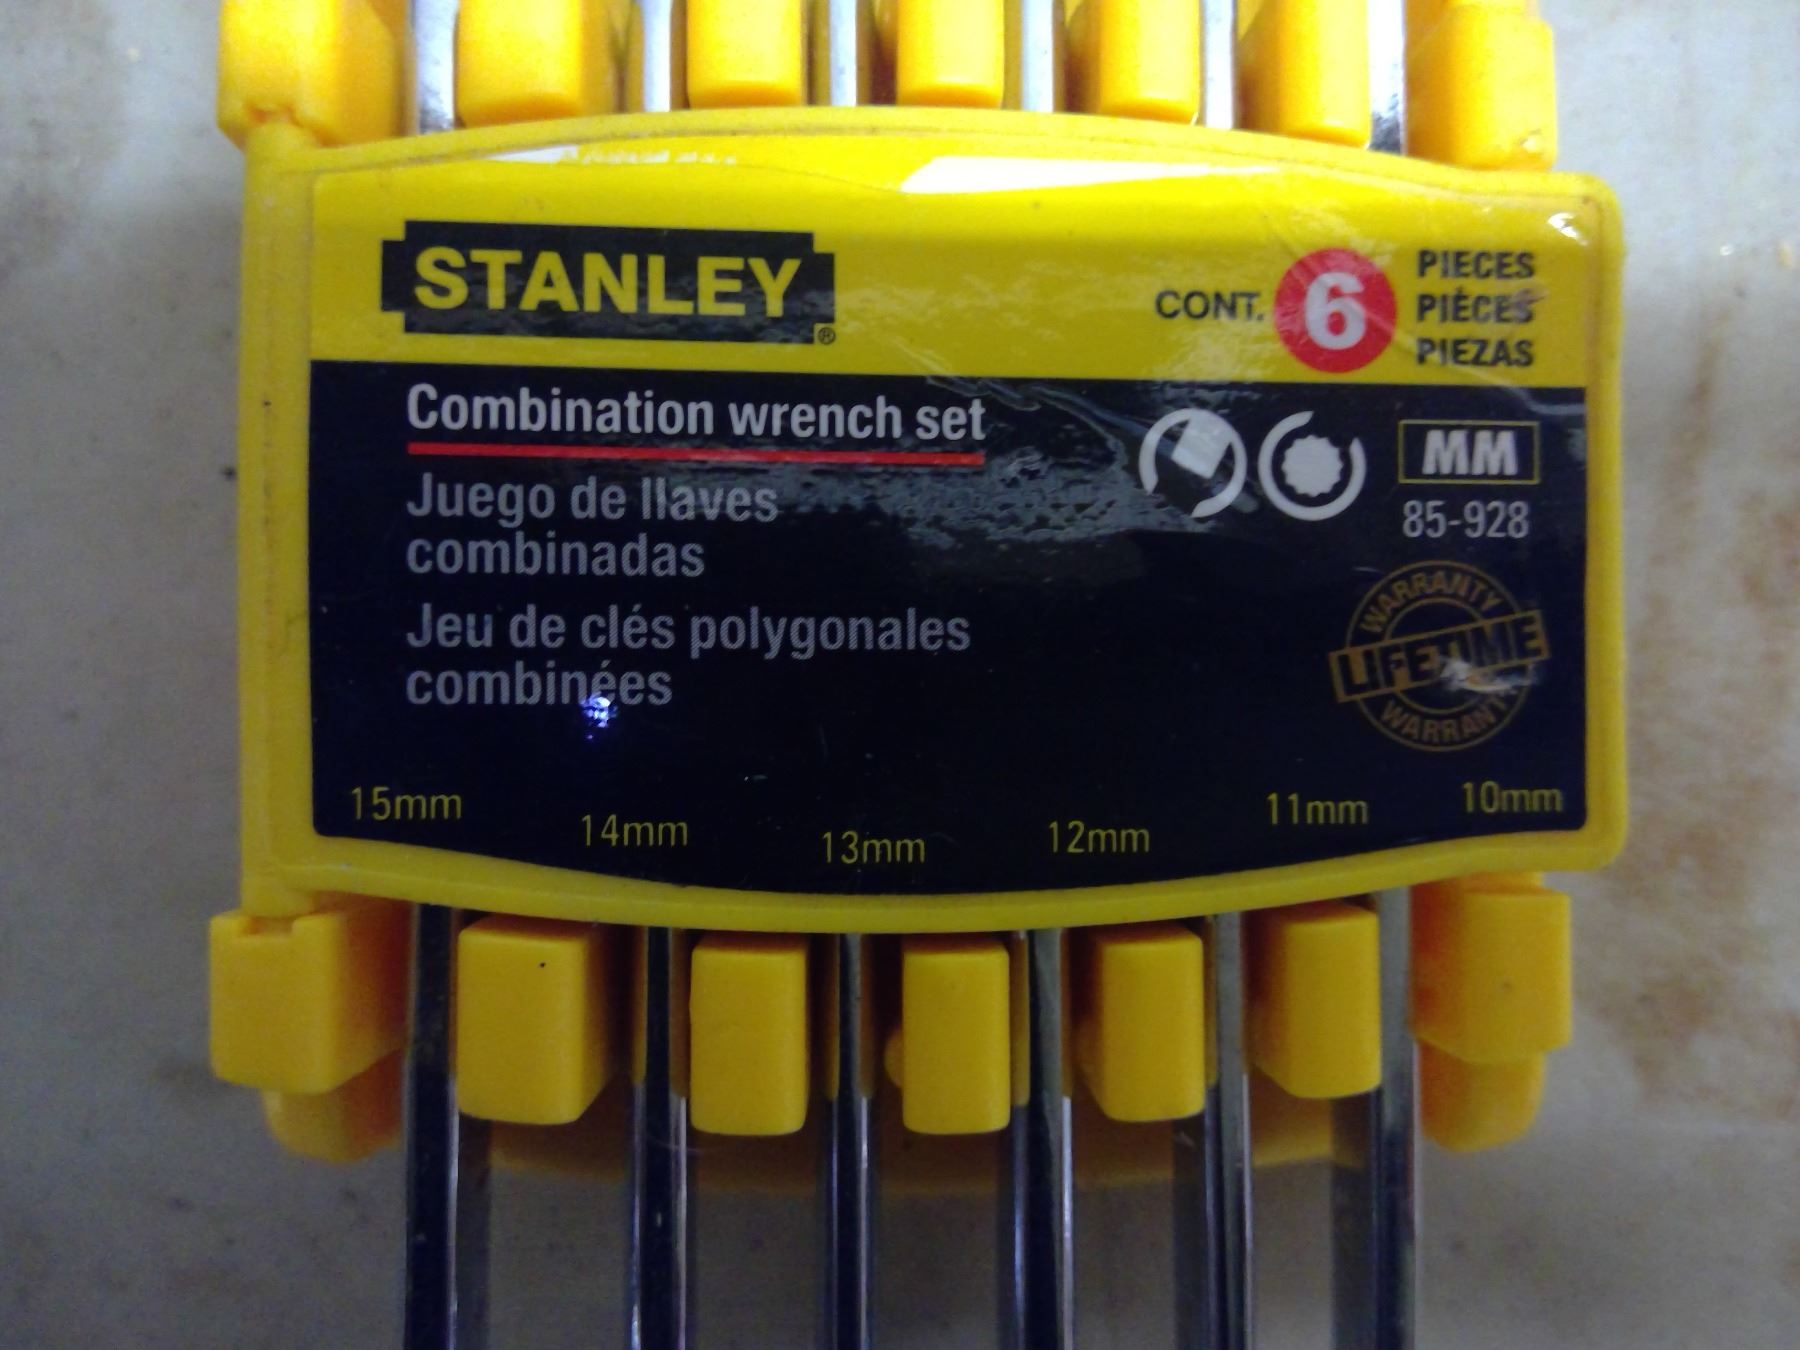 STANLEY®
CONT. 6 PIECES
PIÈCES
PIEZAS
Combination wrench set
Juego de llaves
combinadas
Jeu de clés polygonales
combinées
MM
85-928
WARRANTY
LIFETIME
WARRANTY
15mm
14mm
13mm
12mm
11mm
10mm